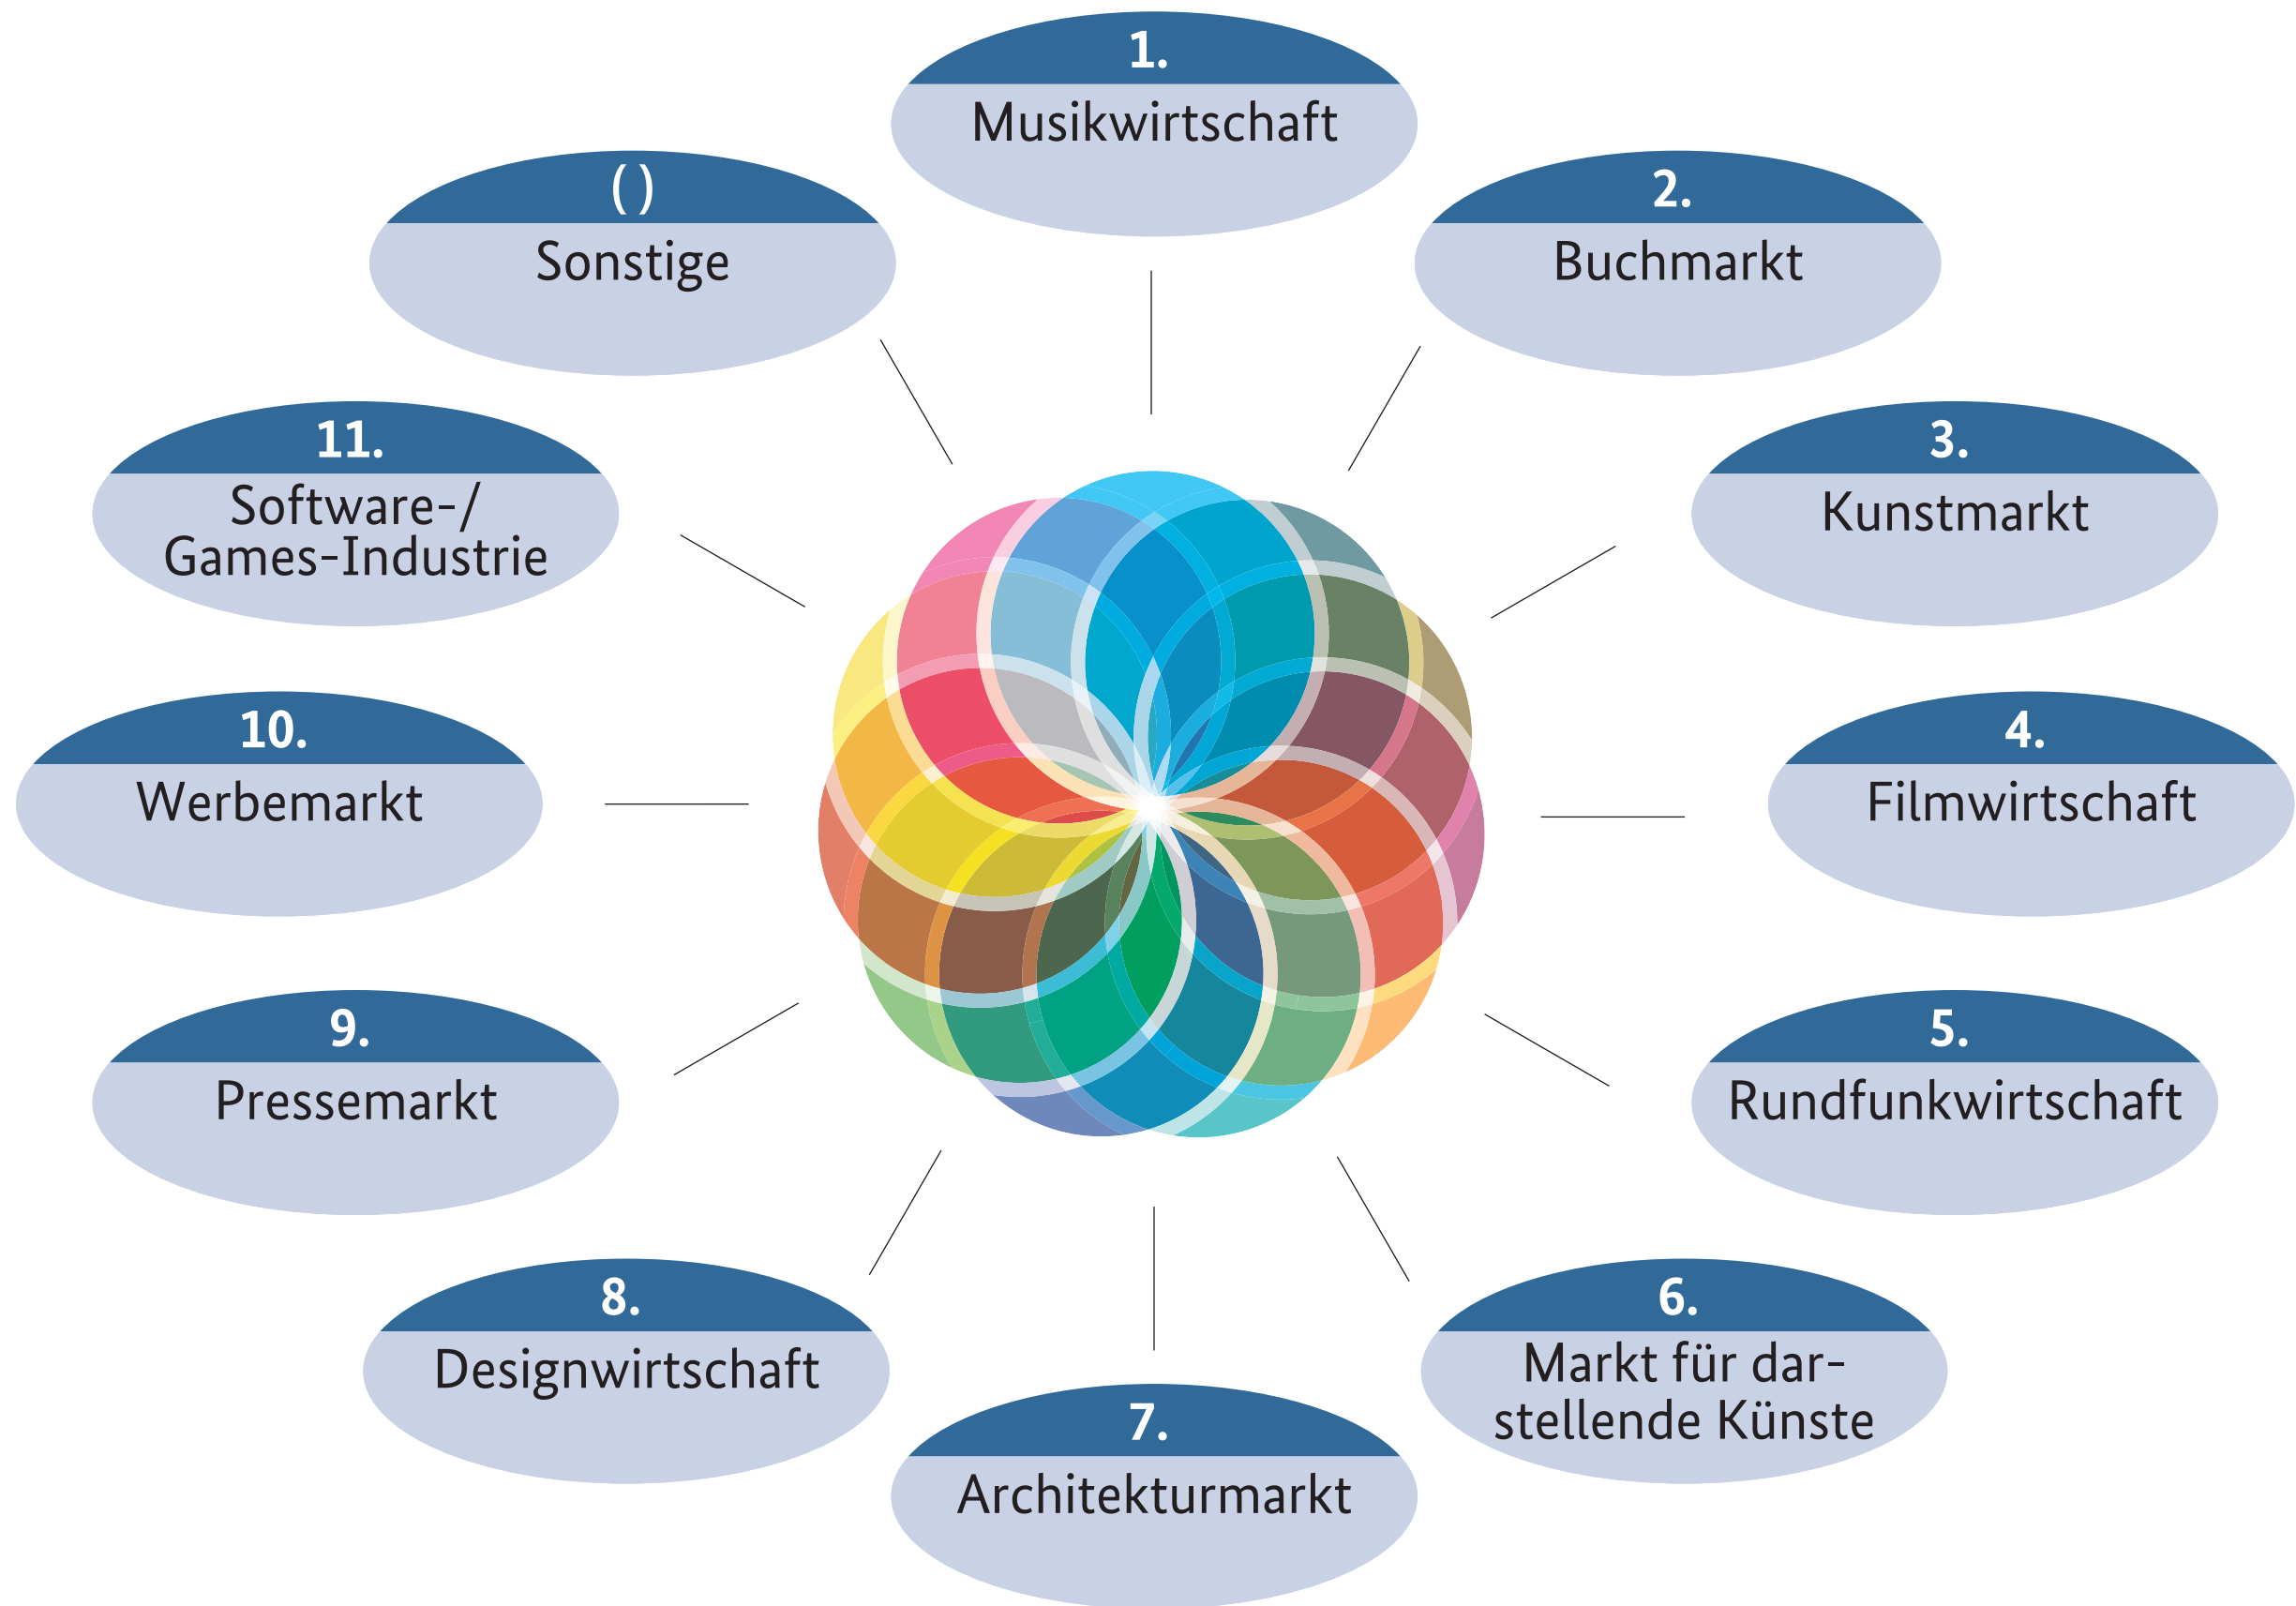 1.
Musikwirtschaft
2.
Buchmarkt
3.
Kunstmarkt
4.
Filmwirtschaft
5.
Rundfunkwirtschaft
6.
Markt für dar-
stellende Künste
7.
Architekturmarkt
8.
Designwirtschaft
9.
Pressemarkt
10.
Werbemarkt
11.
Software-/
Games-Industrie
( )
Sonstige